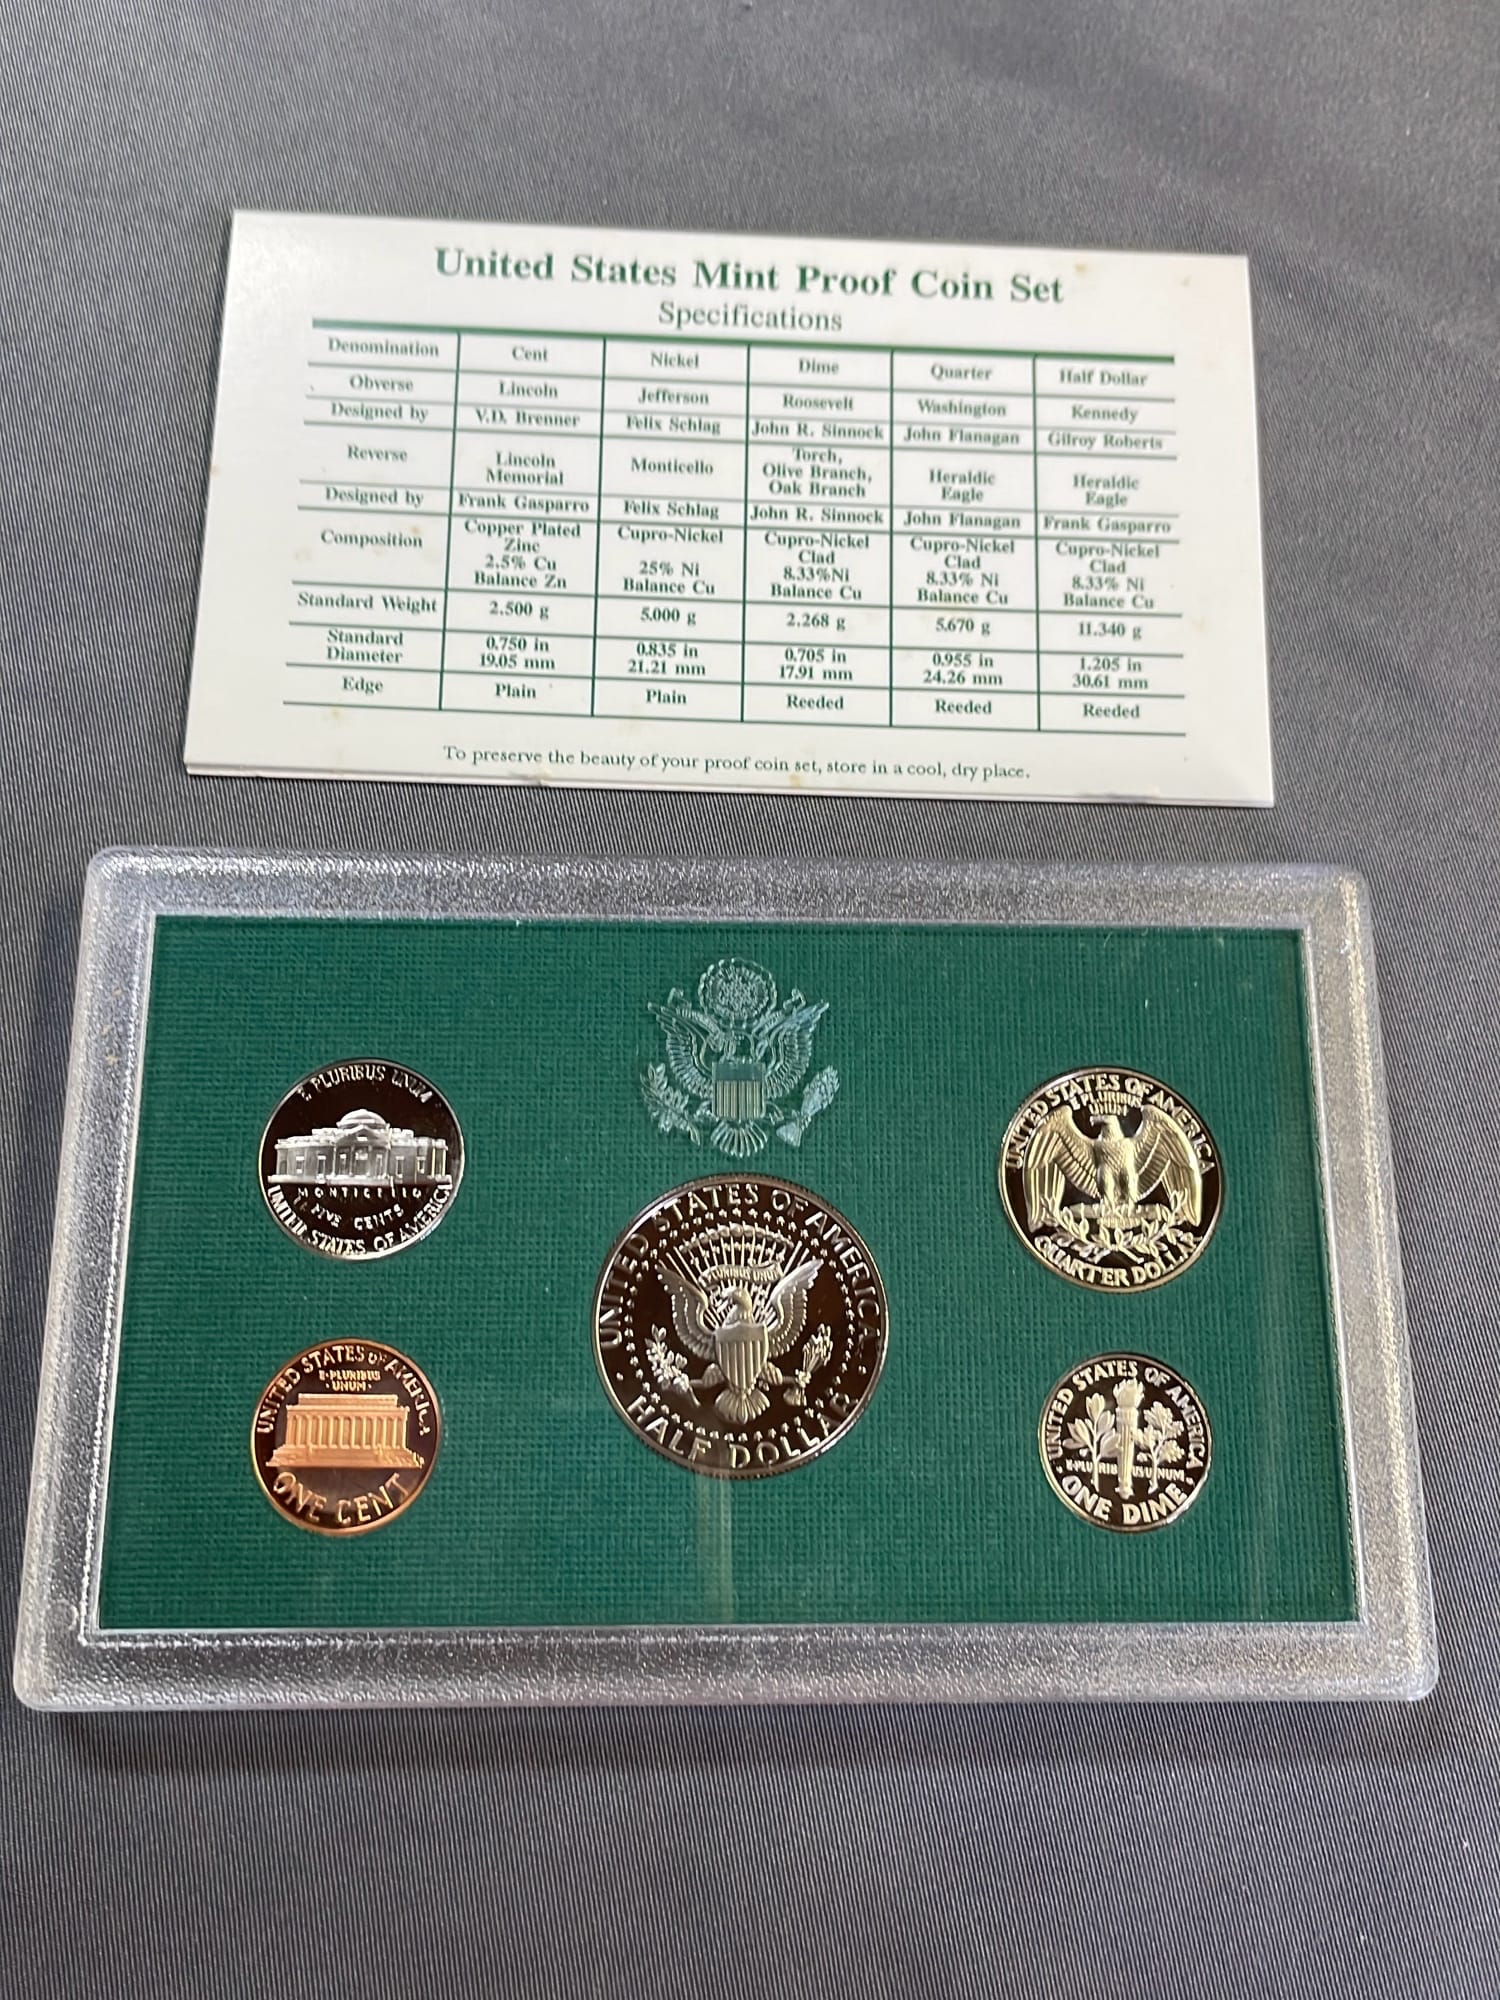 United States Mint Proof Coin Set
Specifications
Denomination Cent Nickel Dime Quarter Half Dollar
Obverse Lincoln Jefferson Roosevelt Washington Kennedy
Designed by V.D. Brenner Felix Schlag John R. Sinnock John Flanagan Gilroy Roberts
Reverse Lincoln Memorial Monticello Torch, Olive Branch, Oak Branch Heraldic Eagle Heraldic Eagle
Designed by Frank Gasparro Felix Schlag John R. Sinnock John Flanagan Frank Gasparro
Composition Copper Plated Zinc 2.5% Cu Balance Zn Cupro-Nickel 25% Ni Balance Cu Cupro-Nickel Clad 8.33%Ni Balance Cu Cupro-Nickel Clad 8.33% Ni Balance Cu Cupro-Nickel Clad 8.33% Ni Balance Cu
Standard Weight 2.500 g 5.000 g 2.268 g 5.670 g 11.340 g
Standard Diameter 0.750 in 19.05 mm 0.835 in 21.21 mm 0.705 in 17.91 mm 0.955 in 24.26 mm 1.205 in 30.61 mm
Edge Plain Plain Reeded Reeded Reeded
To preserve the beauty of your proof coin set, store in a cool, dry place.
E PLURIBUS UNUM
MONTICELLO
FIVE CENTS
UNITED STATES OF AMERICA
UNITED STATES OF AMERICA
E PLURIBUS
UNUM
QUARTER DOLLAR
UNITED STATES OF AMERICA
PLURIBUS UNUM
HALF DOLLAR
UNITED STATES OF AMERICA
E·PLURIBUS
·UNUM·
ONE CENT
UNITED STATES OF AMERICA
E·PLURIBUS·UNUM·
ONE DIME